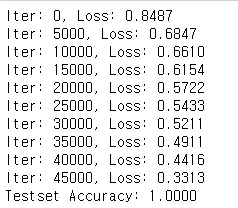 Iter: 0, Loss: 0.8487
Iter: 5000, Loss: 0.6847
Iter: 10000, Loss: 0.6610
Iter: 15000, Loss: 0.6154
Iter: 20000, Loss: 0.5722
Iter: 25000, Loss: 0.5433
Iter: 30000, Loss: 0.5211
Iter: 35000, Loss: 0.4911
Iter: 40000, Loss: 0.4416
Iter: 45000, Loss: 0.3313
Testset Accuracy: 1.0000